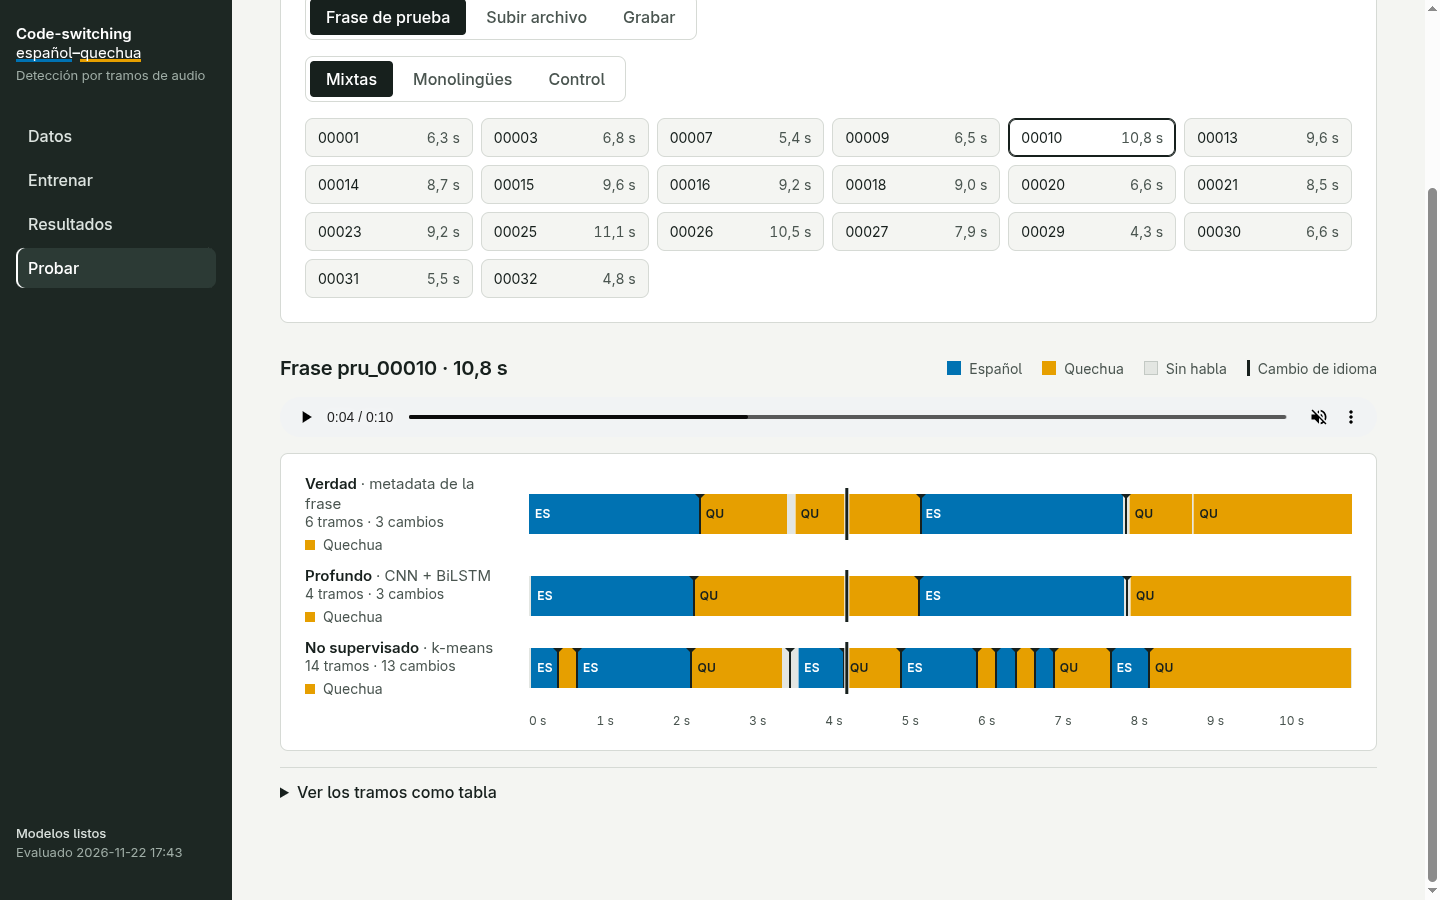 Code-switching
español–quechua
Detección por tramos de audio
Datos
Entrenar
Resultados
Probar
Modelos listos
Evaluado 2026-11-22 17:43
Frase de prueba Subir archivo Grabar
Mixtas Monolingües Control
00001 6,3 s 00003 6,8 s 00007 5,4 s 00009 6,5 s 00010 10,8 s 00013 9,6 s
00014 8,7 s 00015 9,6 s 00016 9,2 s 00018 9,0 s 00020 6,6 s 00021 8,5 s
00023 9,2 s 00025 11,1 s 00026 10,5 s 00027 7,9 s 00029 4,3 s 00030 6,6 s
00031 5,5 s 00032 4,8 s
Frase pru_00010 · 10,8 s Español Quechua Sin habla Cambio de idioma
0:04 / 0:10
Verdad · metadata de la
frase
6 tramos · 3 cambios
Quechua
ES QU QU ES QU QU
Profundo · CNN + BiLSTM
4 tramos · 3 cambios
Quechua
ES QU ES QU
No supervisado · k-means
14 tramos · 13 cambios
Quechua
ES ES QU ES QU ES QU ES QU
0 s 1 s 2 s 3 s 4 s 5 s 6 s 7 s 8 s 9 s 10 s
Ver los tramos como tabla